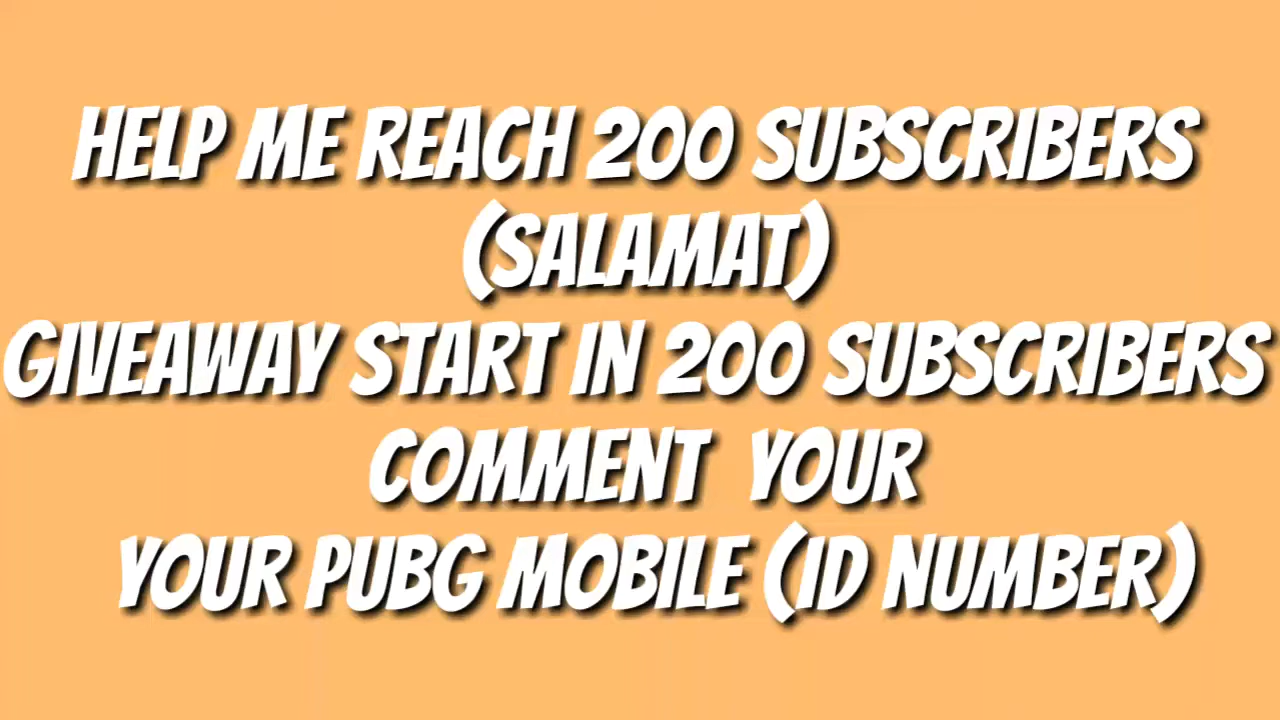 HELP ME REACH 200 SUBSCRIBERS
(SALAMAT)
GIVEAWAY START IN 200 SUBSCRIBERS
COMMENT YOUR
YOUR PUBG MOBILE (ID NUMBER)